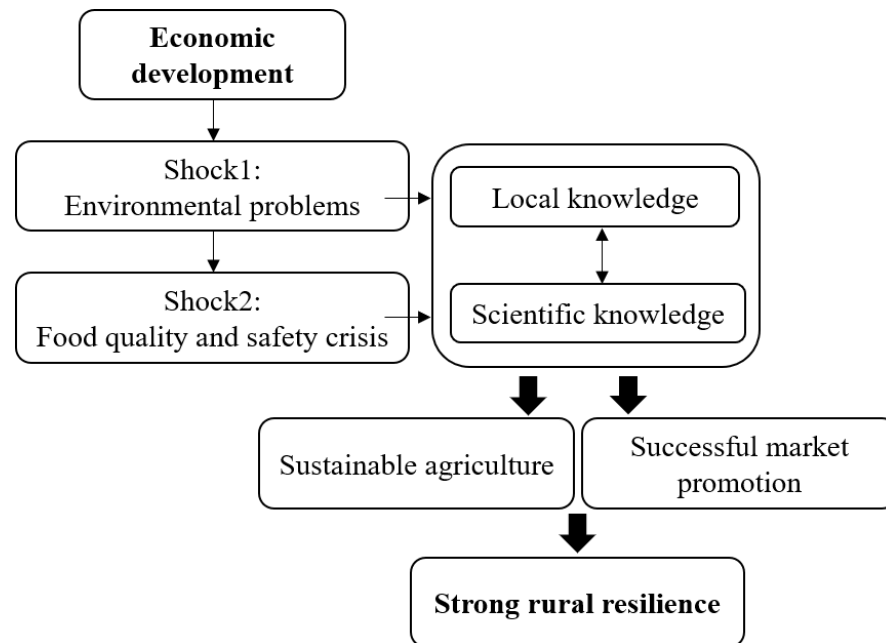 Economic
development
Shock1:
Environmental problems
Local knowledge
Shock2:
Food quality and safety crisis
Scientific knowledge
Sustainable agriculture
Successful market
promotion
Strong rural resilience